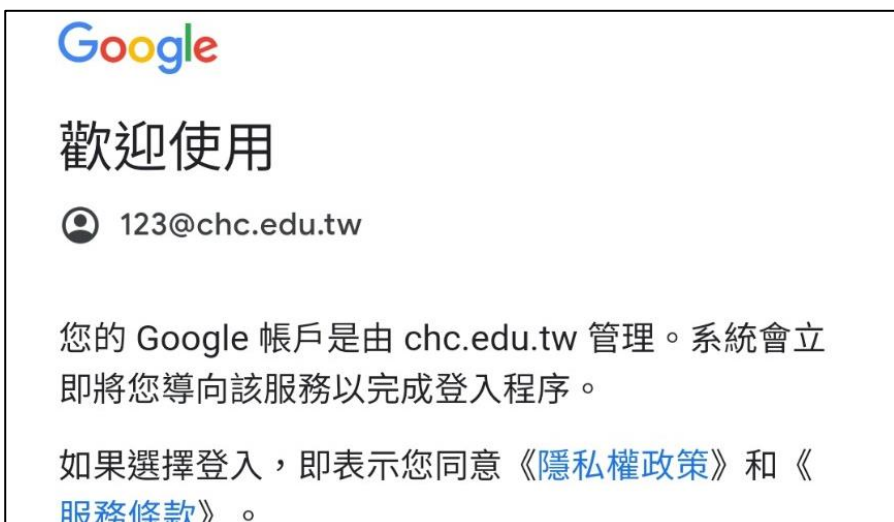 Google
歡迎使用
123@chc.edu.tw
您的 Google 帳戶是由 chc.edu.tw 管理。系統會立
即將您導向該服務以完成登入程序。
如果選擇登入，即表示您同意《隱私權政策》和《
服務條款》。